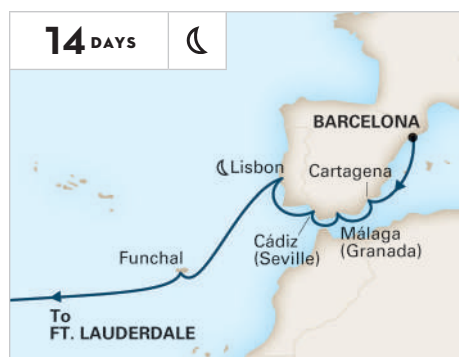 14 DAYS
BARCELONA
Lisbon
Cartagena
Cádiz
(Seville)
Málaga
(Granada)
Funchal
To
FT. LAUDERDALE